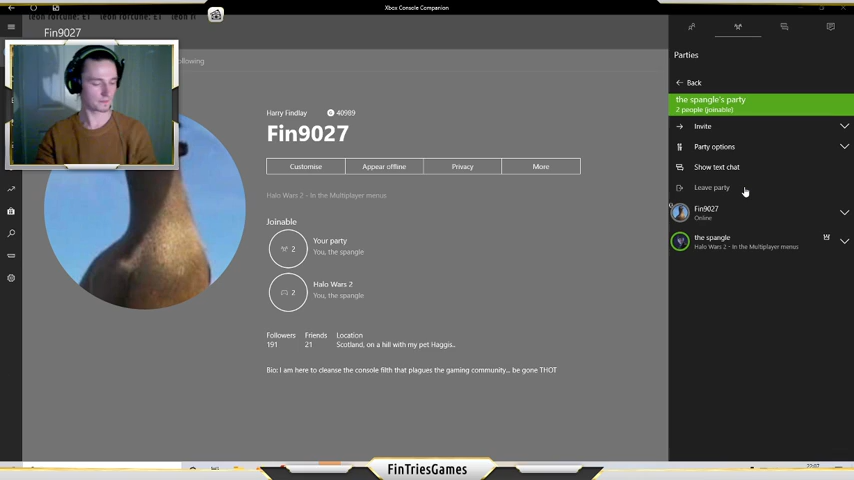 Xbox Console Companion
Fin9027
following
Harry Findlay
G 40989
Fin9027
Customise
Appear offline
Privacy
More
Halo Wars 2 - In the Multiplayer menus
Joinable
2
Your party
You, the spangle
2
Halo Wars 2
You, the spangle
Followers
191
Friends
21
Location
Scotland, on a hill with my pet Haggis..
Bio: I am here to cleanse the console filth that plagues the gaming community... be gone THOT
Parties
Back
the spangle's party
2 people (joinable)
Invite
Party options
Show text chat
Leave party
Fin9027
Online
the spangle
Halo Wars 2 - In the Multiplayer menus
FinTriesGames
22:07